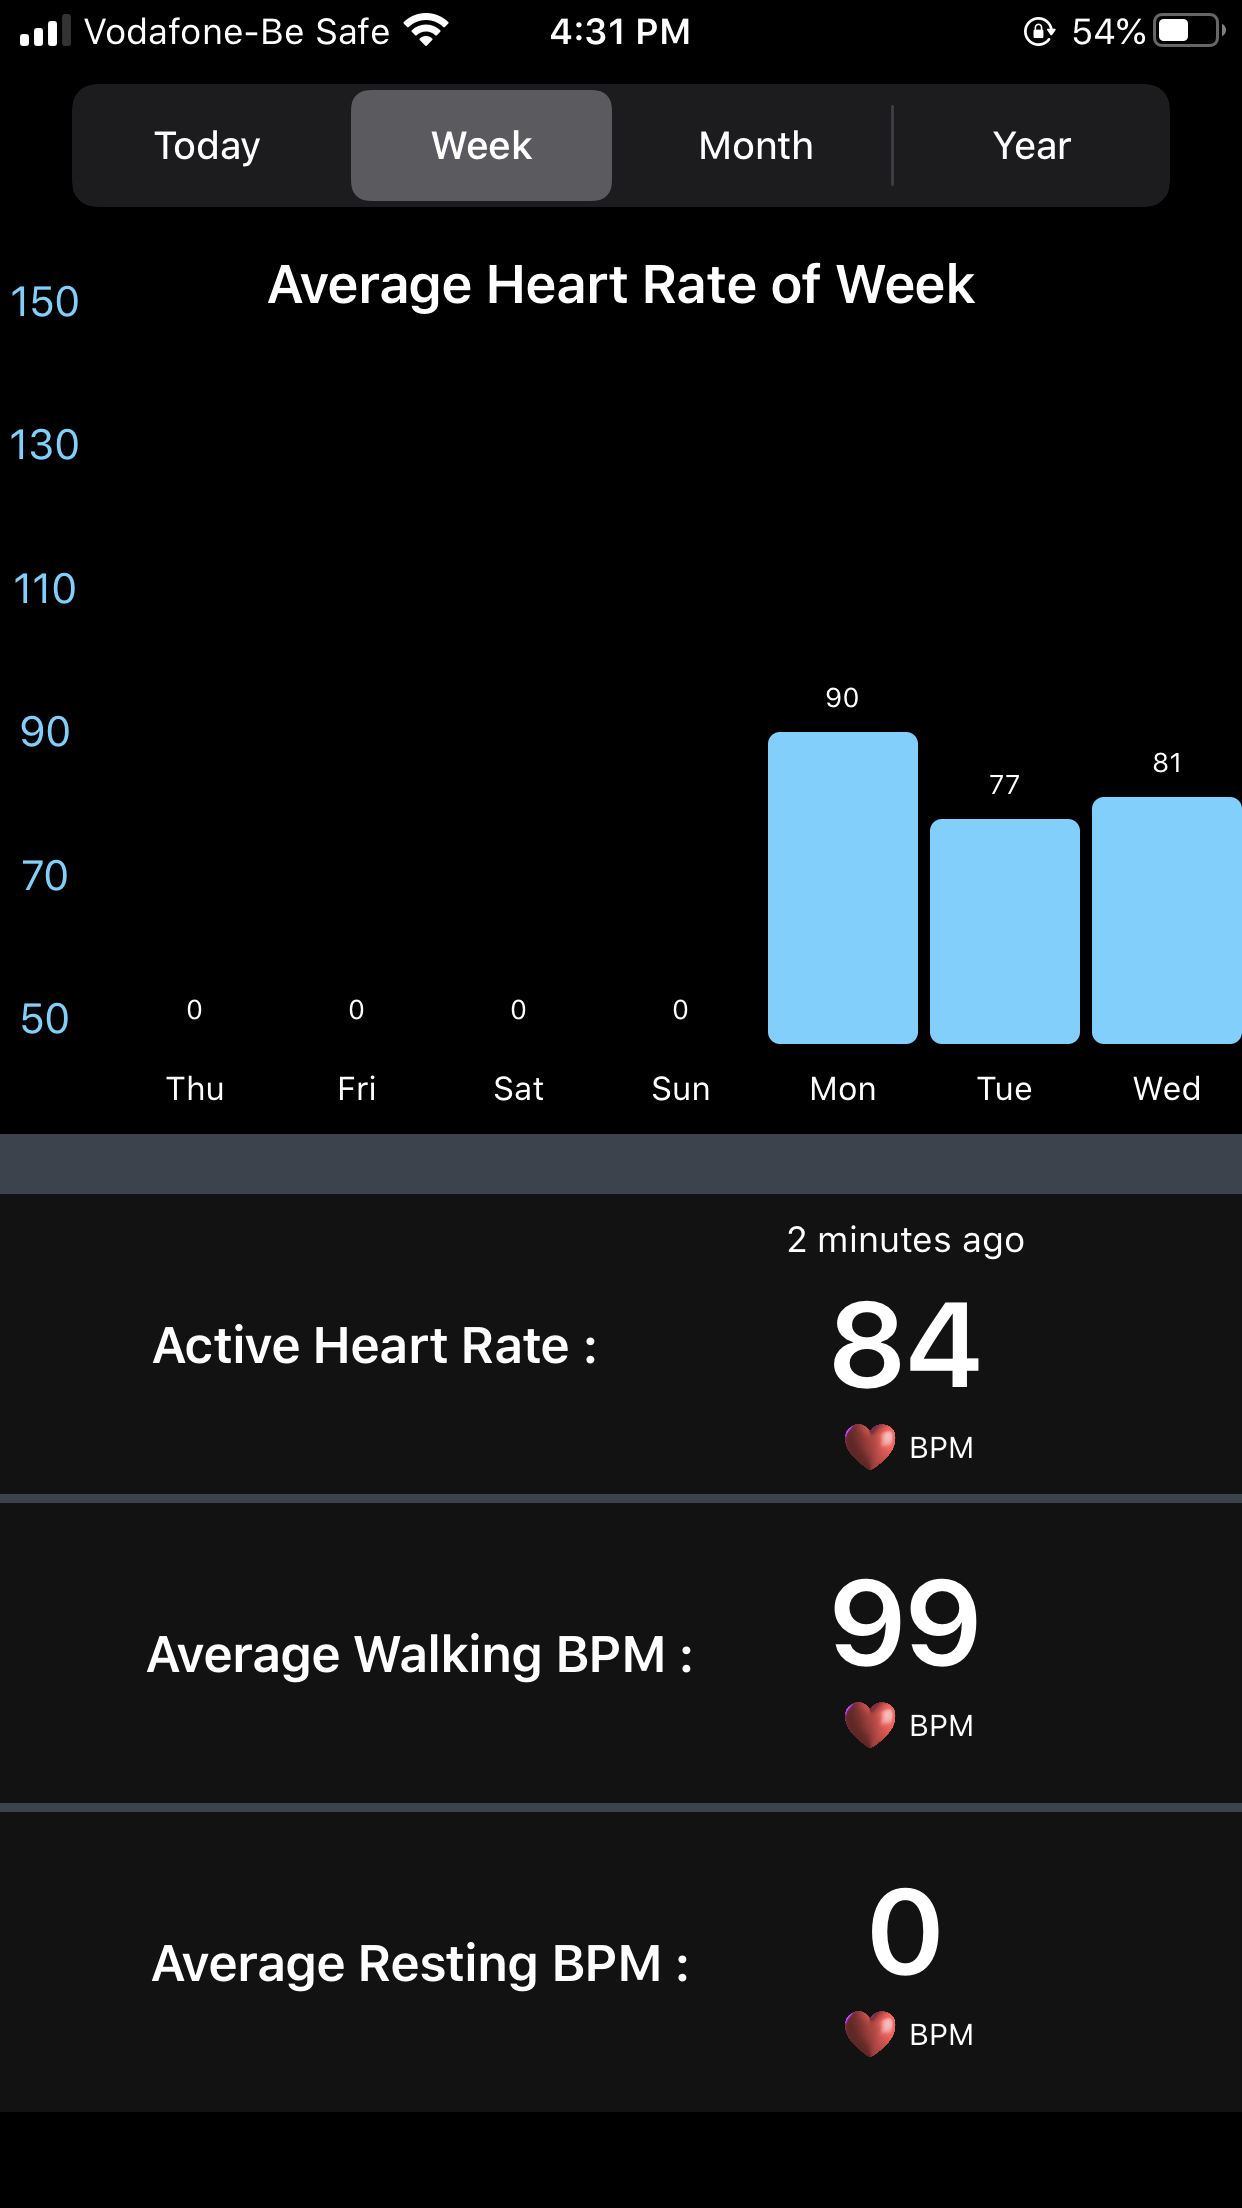 Vodafone-Be Safe 4:31 PM 54%
Today Week Month Year
Average Heart Rate of Week
150
130
110
90
70
50
0 0 0 0 90 77 81
Thu Fri Sat Sun Mon Tue Wed
2 minutes ago
Active Heart Rate : 84
BPM
Average Walking BPM : 99
BPM
Average Resting BPM : 0
BPM